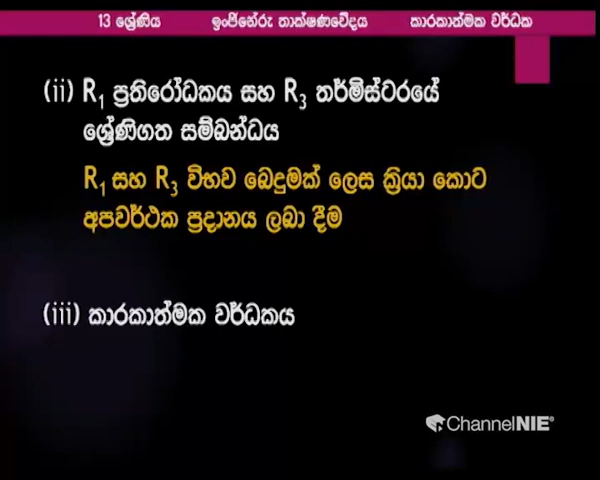 13 ශ්‍රේණිය ඉංජිනේරු තාක්ෂණවේදය කාරකාත්මක වර්ධක
(ii) R₁ ප්‍රතිරෝධකය සහ R₃ තර්මිස්ටරයේ
ශ්‍රේණිගත සම්බන්ධය
R₁ සහ R₃ විභව බෙදුමක් ලෙස ක්‍රියා කොට
අපවර්ථක ප්‍රදානය ලබා දීම
(iii) කාරකාත්මක වර්ධකය
ChannelNIE®